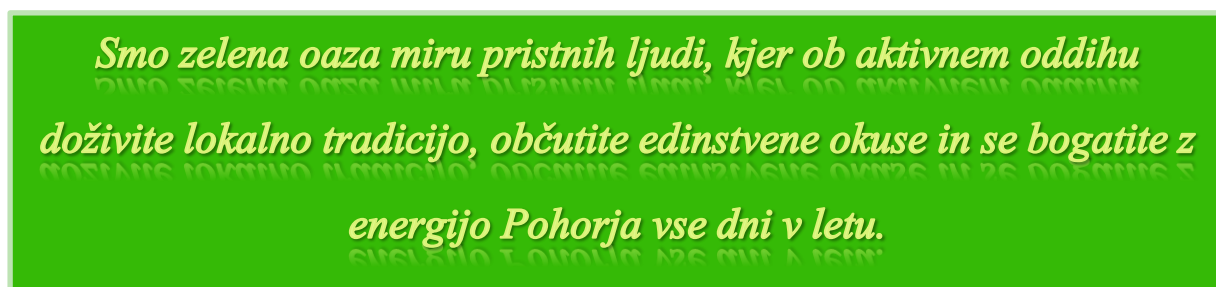 Smo zelena oaza miru pristnih ljudi, kjer ob aktivnem oddihu
doživite lokalno tradicijo, občutite edinstvene okuse in se bogatite z
energijo Pohorja vse dni v letu.